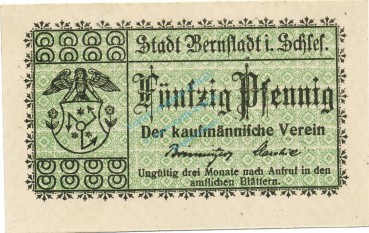 Stadt Bernstadt i. Schles.
Fünfzig Pfennig
Der kaufmännische Verein
Ungültig drei Monate nach Aufruf in den
amtlichen Blättern.